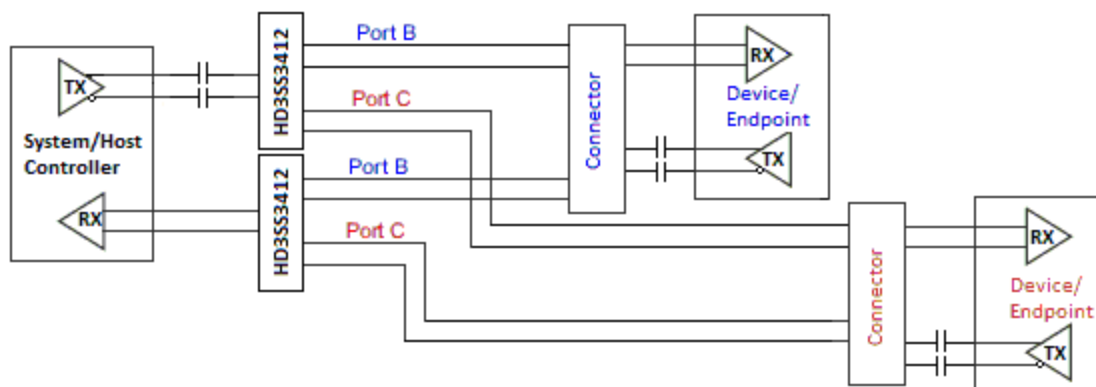 TX
System/Host
Controller
RX
HD3SS3412
HD3SS3412
Port B
Port C
Port B
Port C
Connector
RX
Device/
Endpoint
TX
Connector
RX
Device/
Endpoint
TX